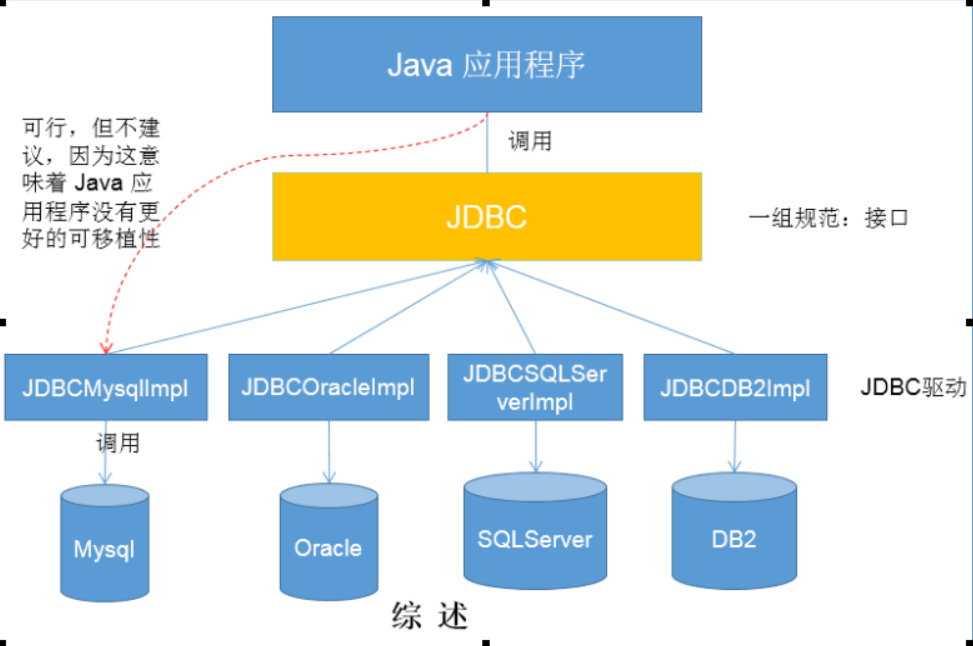 Java 应用程序
可行，但不建
议，因为这意
味着 Java 应
用程序没有更
好的可移植性
调用
JDBC
一组规范：接口
JDBCMysqlImpl
JDBCOracleImpl
JDBCSQLSer
verImpl
JDBCDB2Impl
JDBC驱动
调用
Mysql
Oracle
SQLServer
DB2
综 述